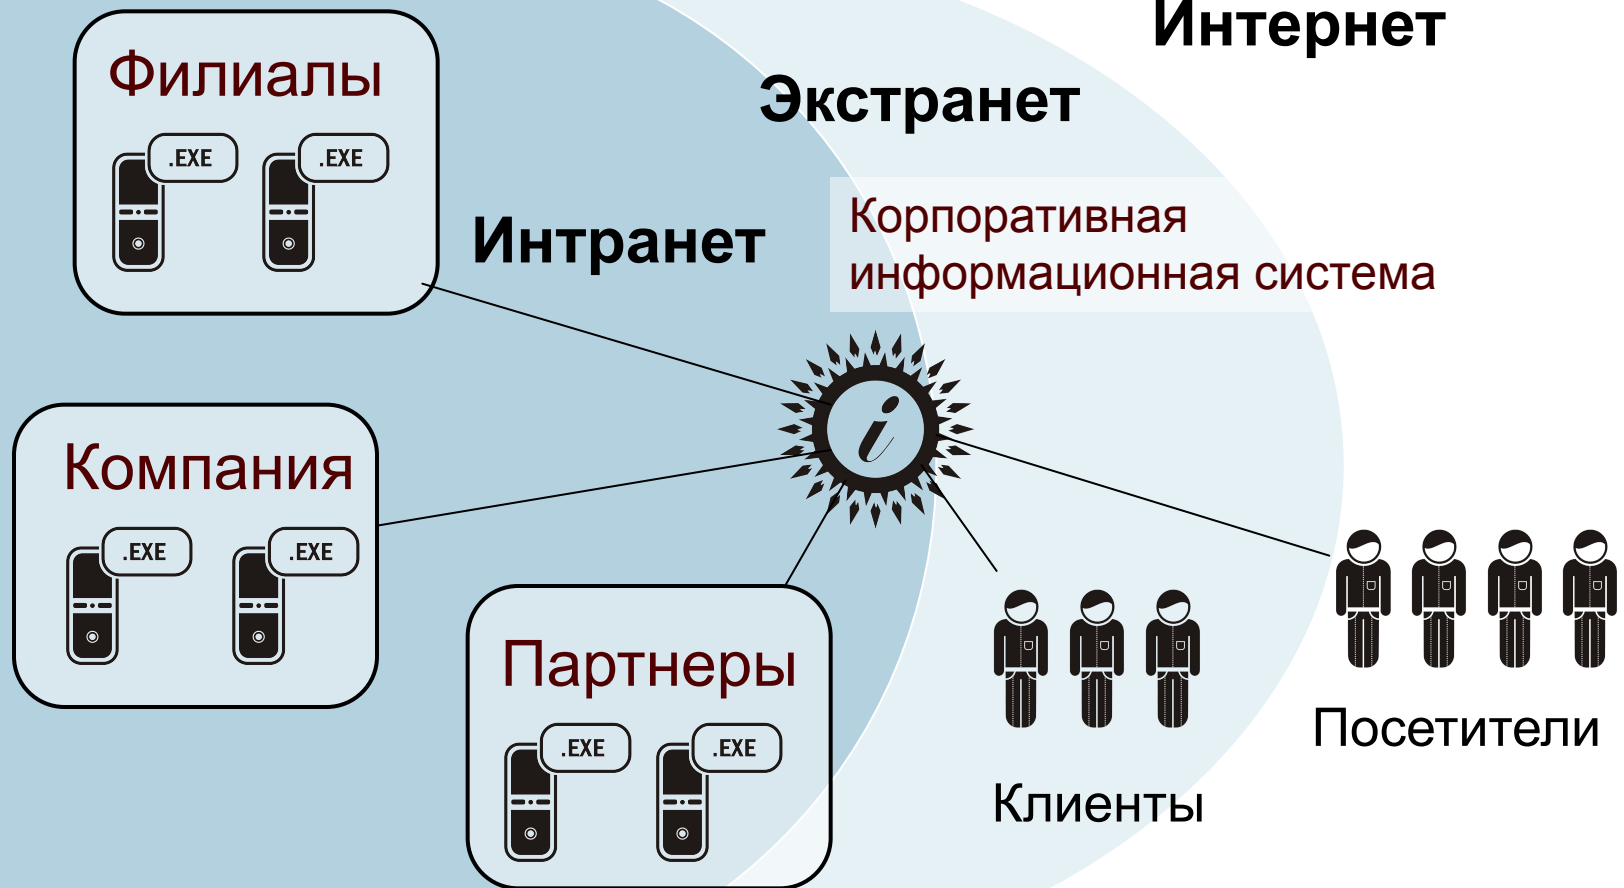 Интернет
Филиалы
Экстранет
.EXE .EXE
Интранет
Корпоративная
информационная система
i
Компания
.EXE .EXE
Партнеры
.EXE .EXE
Посетители
Клиенты